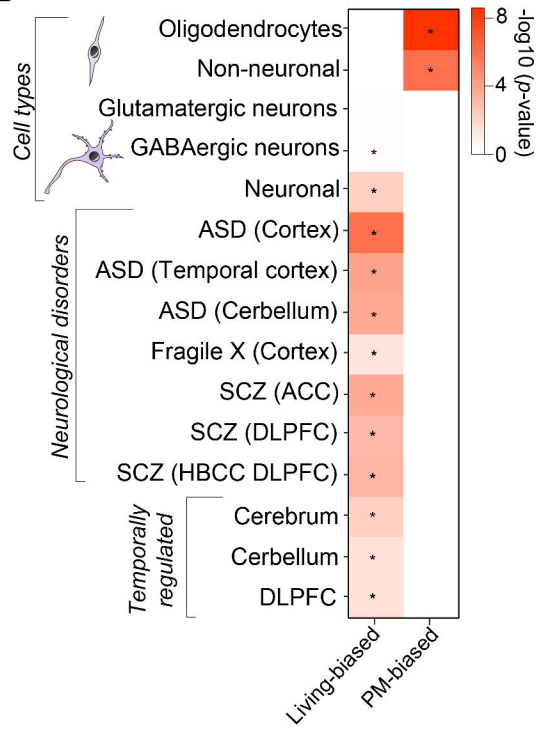 Oligodendrocytes
Non-neuronal
Glutamatergic neurons
GABAergic neurons
Neuronal
ASD (Cortex)
ASD (Temporal cortex)
ASD (Cerbellum)
Fragile X (Cortex)
SCZ (ACC)
SCZ (DLPFC)
SCZ (HBCC DLPFC)
Cerebrum
Cerbellum
DLPFC
Cell types
Neurological disorders
Temporally
regulated
Living-biased
PM-biased
8
4
0
-log10 (p-value)
*
*
*
*
*
*
*
*
*
*
*
*
*
*